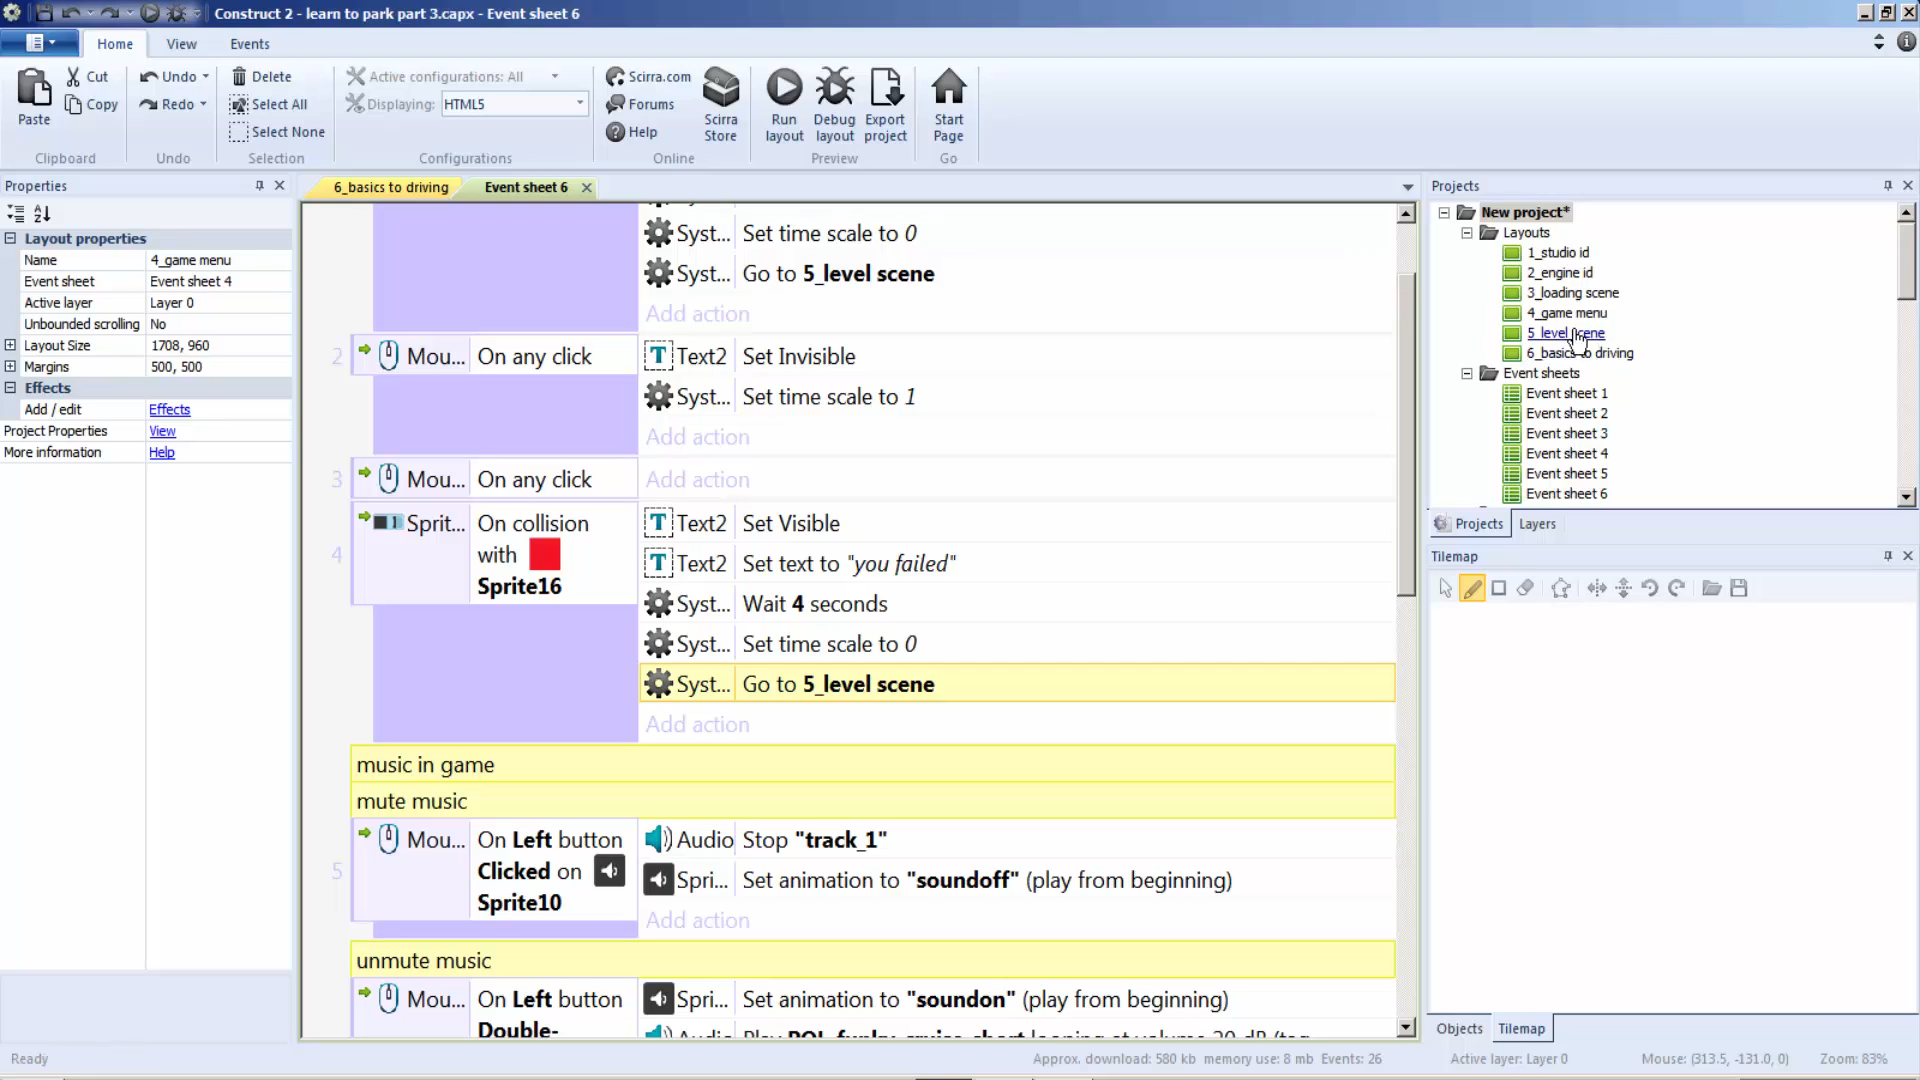 Construct 2 - learn to park part 3.capx - Event sheet 6
Home
View
Events
Paste
Cut
Copy
Clipboard
Undo
Redo
Undo
Delete
Select All
Select None
Selection
Active configurations: All
Displaying:
HTML5
Configurations
Scirra.com
Forums
Help
Scirra Store
Online
Run layout
Debug layout
Export project
Preview
Start Page
Go
Properties
Layout properties
Name 4_game menu
Event sheet Event sheet 4
Active layer Layer 0
Unbounded scrolling No
Layout Size 1708, 960
Margins 500, 500
Effects
Add / edit Effects
Project Properties View
More information Help
6_basics to driving
Event sheet 6
Syst... Set time scale to 0
Syst... Go to 5_level scene
Add action
2 Mou... On any click
Text2 Set Invisible
Syst... Set time scale to 1
Add action
3 Mou... On any click
Add action
4 Sprit... On collision with Sprite16
Text2 Set Visible
Text2 Set text to "you failed"
Syst... Wait 4 seconds
Syst... Set time scale to 0
Syst... Go to 5_level scene
Add action
music in game
mute music
5 Mou... On Left button Clicked on Sprite10
Audio Stop "track_1"
Spri... Set animation to "soundoff" (play from beginning)
Add action
unmute music
Mou... On Left button Double-
Spri... Set animation to "soundon" (play from beginning)
Projects
New project*
Layouts
1_studio id
2_engine id
3_loading scene
4_game menu
5_level scene
6_basics to driving
Event sheets
Event sheet 1
Event sheet 2
Event sheet 3
Event sheet 4
Event sheet 5
Event sheet 6
Projects
Layers
Tilemap
Objects
Tilemap
Ready
Approx. download: 580 kb memory use: 8 mb Events: 26
Active layer: Layer 0
Mouse: (313.5, -131.0, 0)
Zoom: 83%